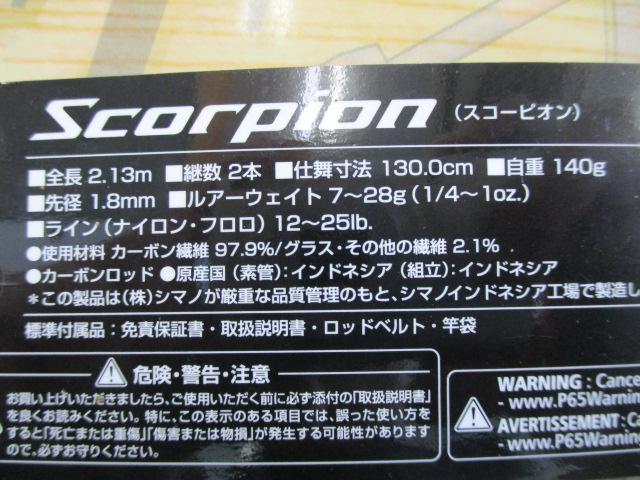 Scorpion (スコーピオン)
■全長 2.13m ■継数 2本 ■仕舞寸法 130.0cm ■自重 140g
■先径 1.8mm ■ルアーウェイト 7〜28g (1/4〜1oz.)
■ライン(ナイロン・フロロ) 12〜25lb.
●使用材料 カーボン繊維 97.9%/グラス・その他の繊維 2.1%
●カーボンロッド ●原産国(素管):インドネシア(組立):インドネシア
*この製品は(株)シマノが厳重な品質管理のもと、シマノインドネシア工場で製造し
標準付属品:免責保証書・取扱説明書・ロッドベルト・竿袋
危険・警告・注意
お買い上げいただきましたら、ご使用いただく前に必ず添付の「取扱説明書」
を良くお読みください。特に、この表示のある項目では、誤った使い方を
すると「死亡または重傷」「傷害または物損」が発生する可能性があります
ので、必ずお守りください。
WARNING : Cance
- www.P65Warning
AVERTISSEMENT : Can
- www.P65Warning